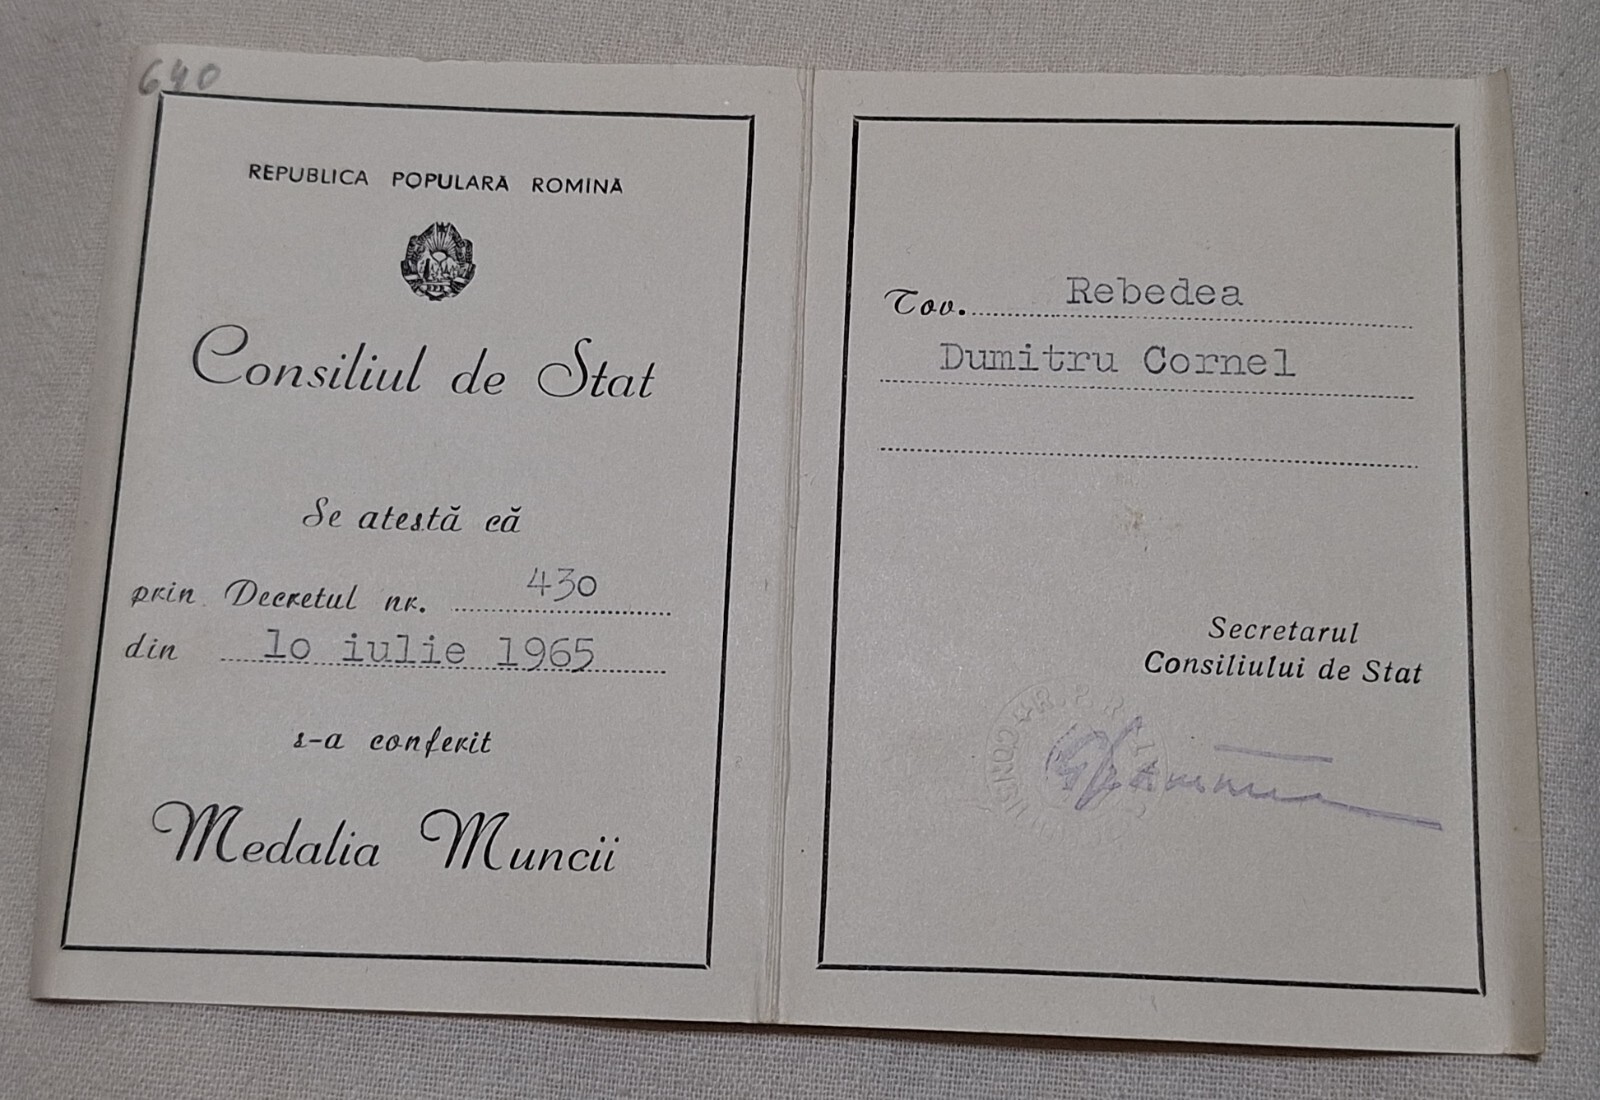 640
REPUBLICA POPULARĂ ROMINĂ
R.P.R.
Consiliul de Stat
Se atestă că
prin Decretul nr. 430
din 10 iulie 1965
s-a conferit
Medalia Muncii
Tov. Rebedea
Dumitru Cornel
Secretarul
Consiliului de Stat